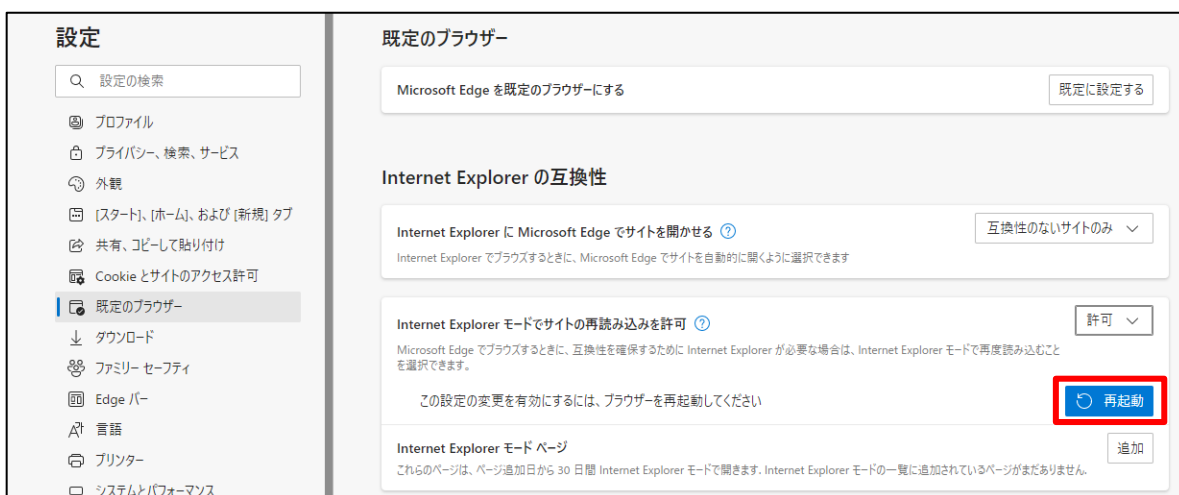 設定
設定の検索
プロファイル
プライバシー、検索、サービス
外観
[スタート]、[ホーム]、および [新規] タブ
共有、コピーして貼り付け
Cookie とサイトのアクセス許可
既定のブラウザー
ダウンロード
ファミリー セーフティ
Edge バー
言語
プリンター
システムとパフォーマンス
既定のブラウザー
Microsoft Edge を既定のブラウザーにする
既定に設定する
Internet Explorer の互換性
Internet Explorer に Microsoft Edge でサイトを開かせる
互換性のないサイトのみ
Internet Explorer でブラウズするときに、Microsoft Edge でサイトを自動的に開くように選択できます
Internet Explorer モードでサイトの再読み込みを許可
許可
Microsoft Edge でブラウズするときに、互換性を確保するために Internet Explorer が必要な場合は、Internet Explorer モードで再度読み込むこと
を選択できます。
この設定の変更を有効にするには、ブラウザーを再起動してください
再起動
Internet Explorer モード ページ
追加
これらのページは、ページ追加日から 30 日間 Internet Explorer モードで開きます. Internet Explorer モードの一覧に追加されているページがまだありません.